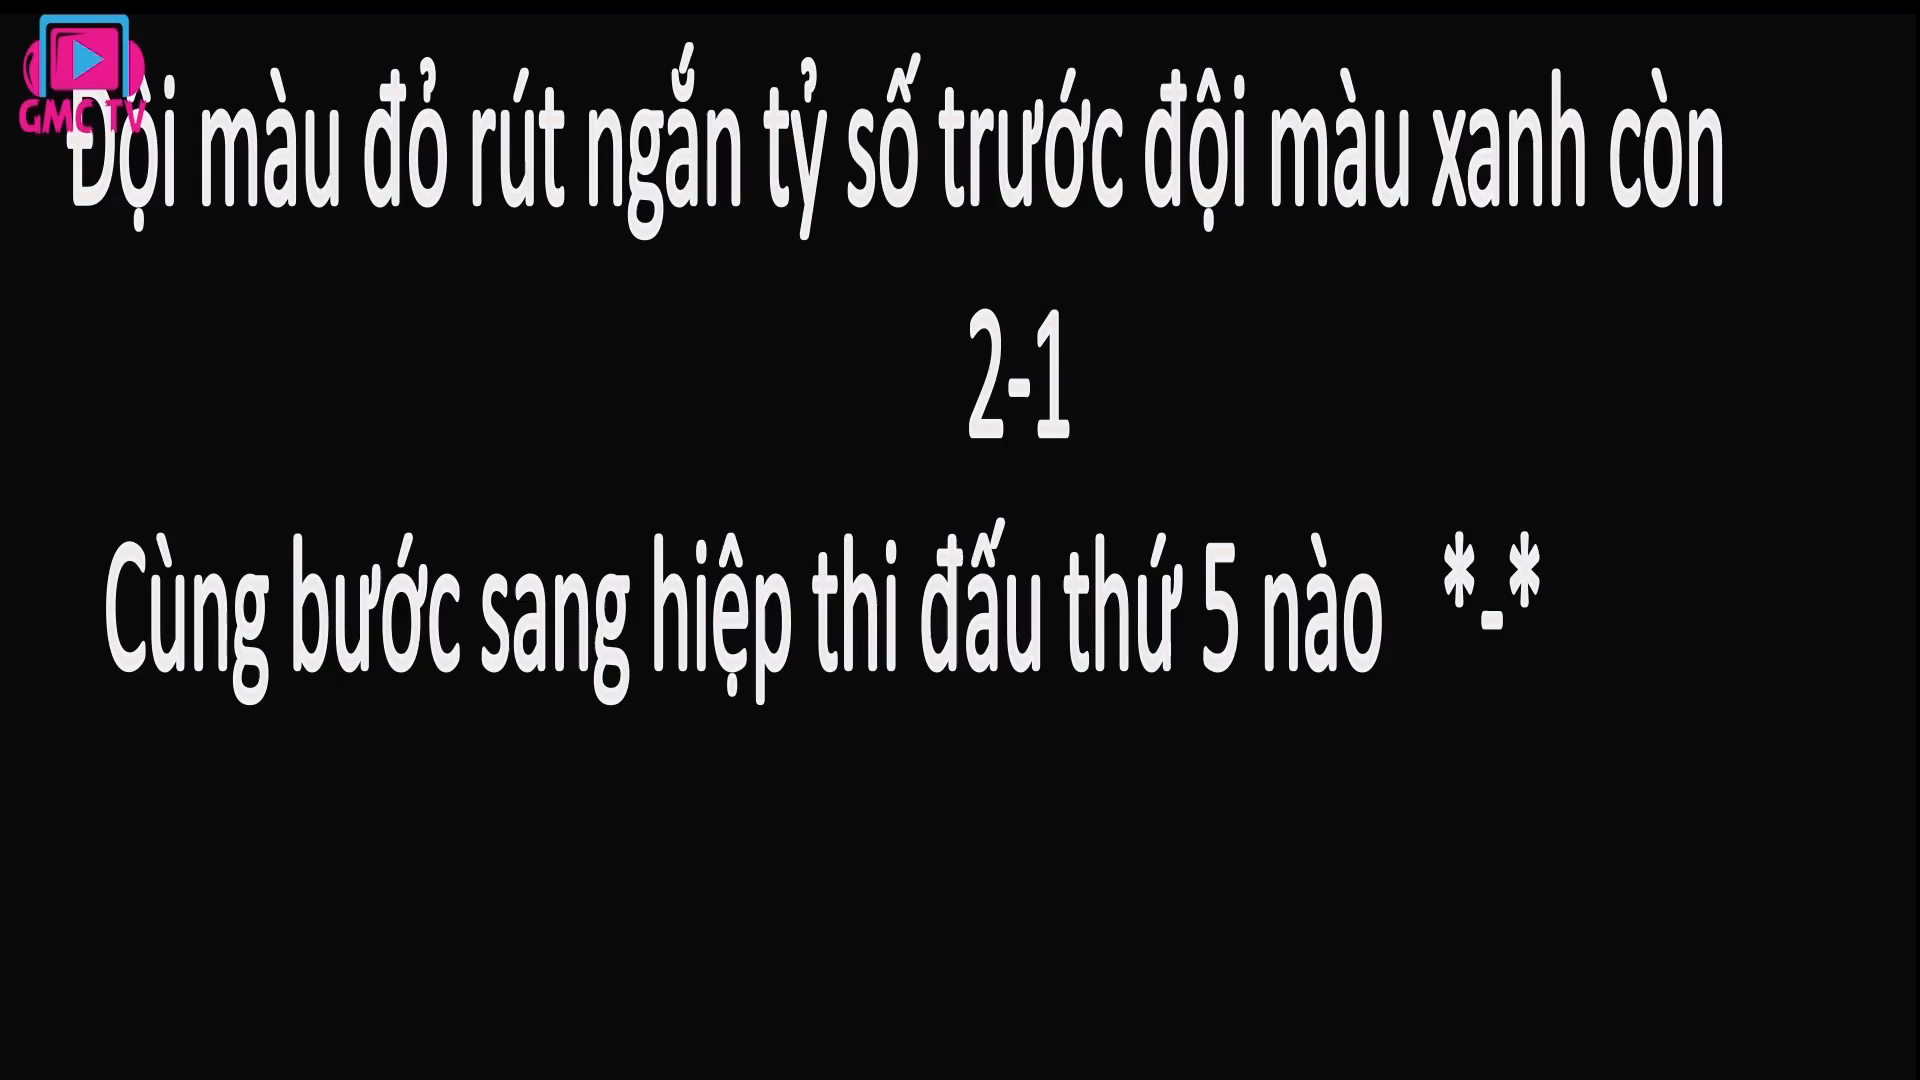 GMC TV
Đội màu đỏ rút ngắn tỷ số trước đội màu xanh còn
2-1
Cùng bước sang hiệp thi đấu thứ 5 nào *-*